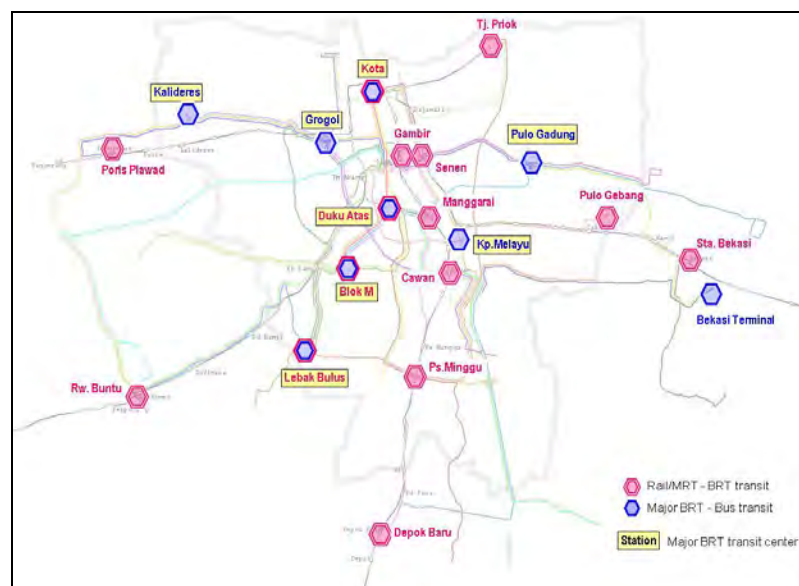 Tj. Priok
Kota
Kalideres
Grogol
Gambir
Pulo Gadung
Senen
Poris Plawad
Pulo Gebang
Duku Atas
Manggarai
Kp.Melayu
Sta. Bekasi
Cawan
Blok M
Bekasi Terminal
Lebak Bulus
Ps.Minggu
Rw. Buntu
Rail/MRT - BRT transit
Major BRT - Bus transit
Depok Baru
Station
Major BRT transit center